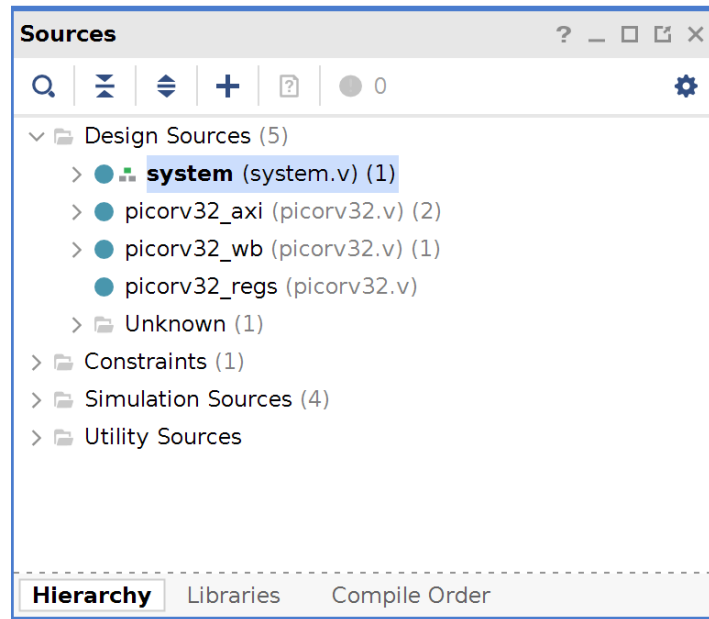 Sources
0
Design Sources (5)
system (system.v) (1)
picorv32_axi (picorv32.v) (2)
picorv32_wb (picorv32.v) (1)
picorv32_regs (picorv32.v)
Unknown (1)
Constraints (1)
Simulation Sources (4)
Utility Sources
Hierarchy Libraries Compile Order